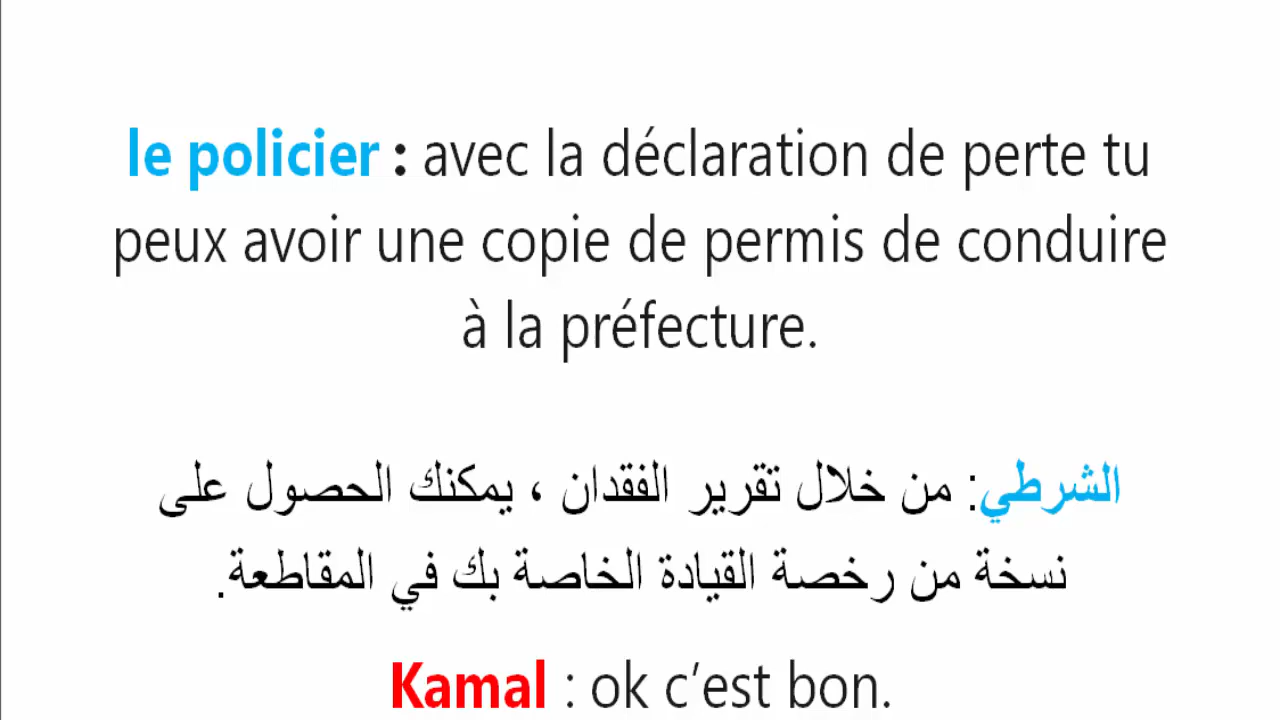 le policier : avec la déclaration de perte tu
peux avoir une copie de permis de conduire
à la préfecture.
الشرطي: من خلال تقرير الفقدان ، يمكنك الحصول على
نسخة من رخصة القيادة الخاصة بك في المقاطعة.
Kamal : ok c’est bon.